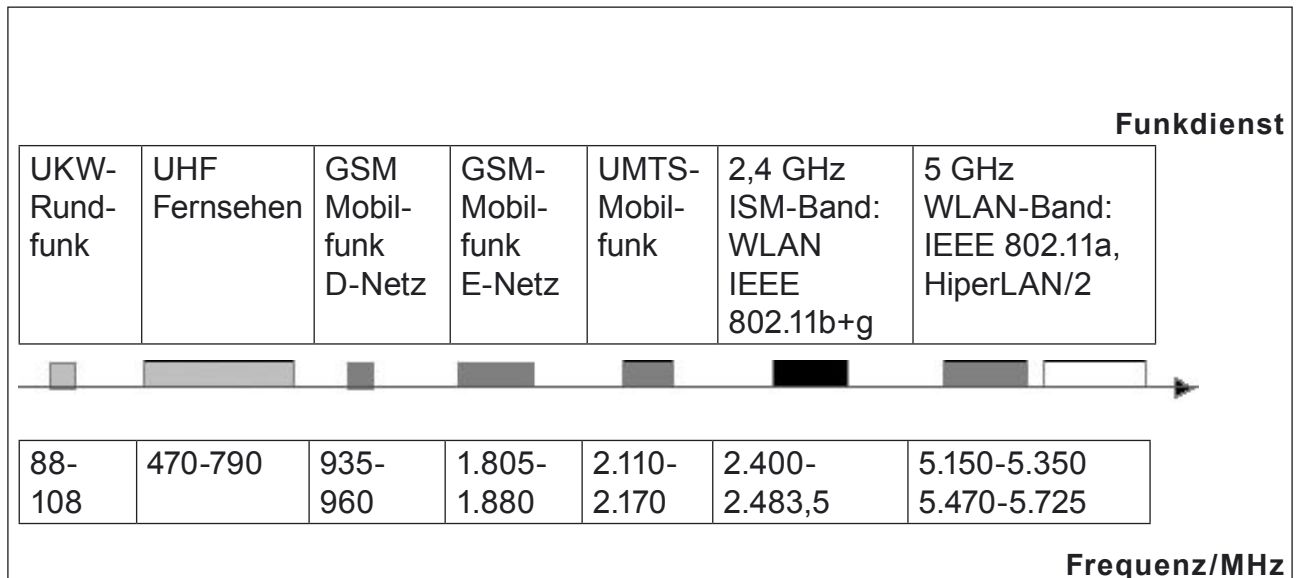 Funkdienst
UKW-
Rund-
funk
UHF
Fernsehen
GSM
Mobil-
funk
D-Netz
GSM-
Mobil-
funk
E-Netz
UMTS-
Mobil-
funk
2,4 GHz
ISM-Band:
WLAN
IEEE
802.11b+g
5 GHz
WLAN-Band:
IEEE 802.11a,
HiperLAN/2
88-
108
470-790
935-
960
1.805-
1.880
2.110-
2.170
2.400-
2.483,5
5.150-5.350
5.470-5.725
Frequenz/MHz